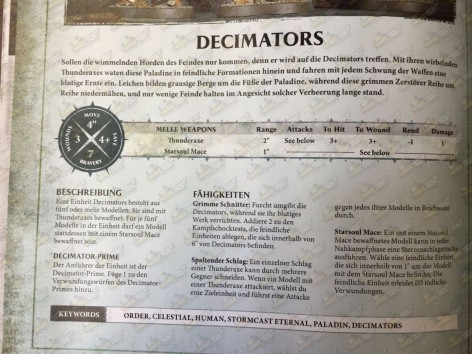 DECIMATORS
Sollen die wimmelnden Horden des Feindes nur kommen, denn er wird auf die Decimators treffen. Mit ihren wirbelnden
Thunderaxes waten diese Paladine in feindliche Formationen hinein und fahren mit jedem Schwung der Waffen eine
blutige Ernte ein. Leichen bilden grausige Berge um die Füße der Paladine, während diese grimmen Zerstörer Reihe um
Reihe niedermähen, und nur wenige Feinde halten im Angesicht solcher Verheerung lange stand.
MOVE
4"
WOUNDS
3
4+
SAVE
7
BRAVERY
MELEE WEAPONS Range Attacks To Hit To Wound Rend Damage
Thunderaxe 2" See below 3+ 3+ -1 1
Starsoul Mace 1" See below
BESCHREIBUNG
Eine Einheit Decimators besteht aus
fünf oder mehr Modellen. Sie sind mit
Thunderaxes bewaffnet. Für je fünf
Modelle in der Einheit darf ein Modell
stattdessen mit einem Starsoul Mace
bewaffnet sein.
DECIMATOR-PRIME
Der Anführer der Einheit ist der
Decimator-Prime. Füge 1 zu den
Verwundungswürfen des Decimator-
Primes hinzu.
FÄHIGKEITEN
Grimme Schnitter: Furcht umgibt die
Decimators, während sie ihr blutiges
Werk verrichten. Addiere 2 zu den
Kampfschocktests, die feindliche
Einheiten ablegen, die sich innerhalb von
6" von Decimators befinden.
Spaltender Schlag: Ein einzelner Schlag
einer Thunderaxe kann durch mehrere
Gegner schneiden. Wenn ein Modell mit
einer Thunderaxe attackiert, wählst du
eine Zieleinheit und führst eine Attacke
gegen jedes ihrer Modelle in Reichweite
durch.
Starsoul Mace: Ein mit einem Starsoul
Mace bewaffnetes Modell kann in jeder
Nahkampfphase eine Sternenschlagattacke
ausführen. Wähle eine feindliche Einheit,
die sich innerhalb von 1" um das Modell
mit dem Starsoul Mace befindet. Die
feindliche Einheit erleidet D3 tödliche
Verwundungen.
KEYWORDS ORDER, CELESTIAL, HUMAN, STORMCAST ETERNAL, PALADIN, DECIMATORS